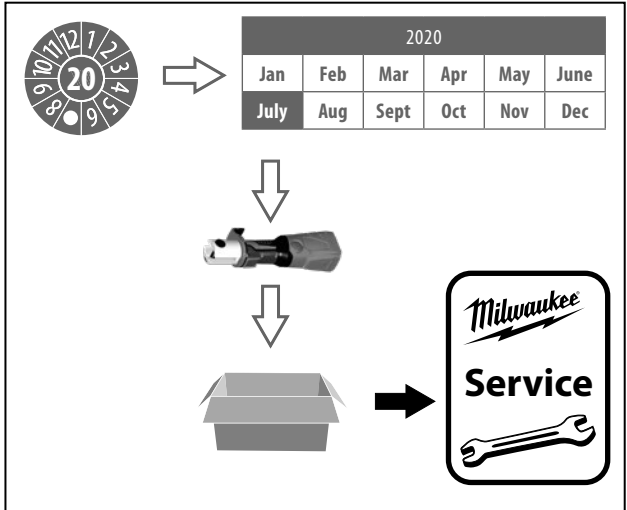 12 1 2 3 4 5 6 8 9 10 11
20
2020
Jan Feb Mar Apr May June
July Aug Sept Oct Nov Dec
Milwaukee
Service